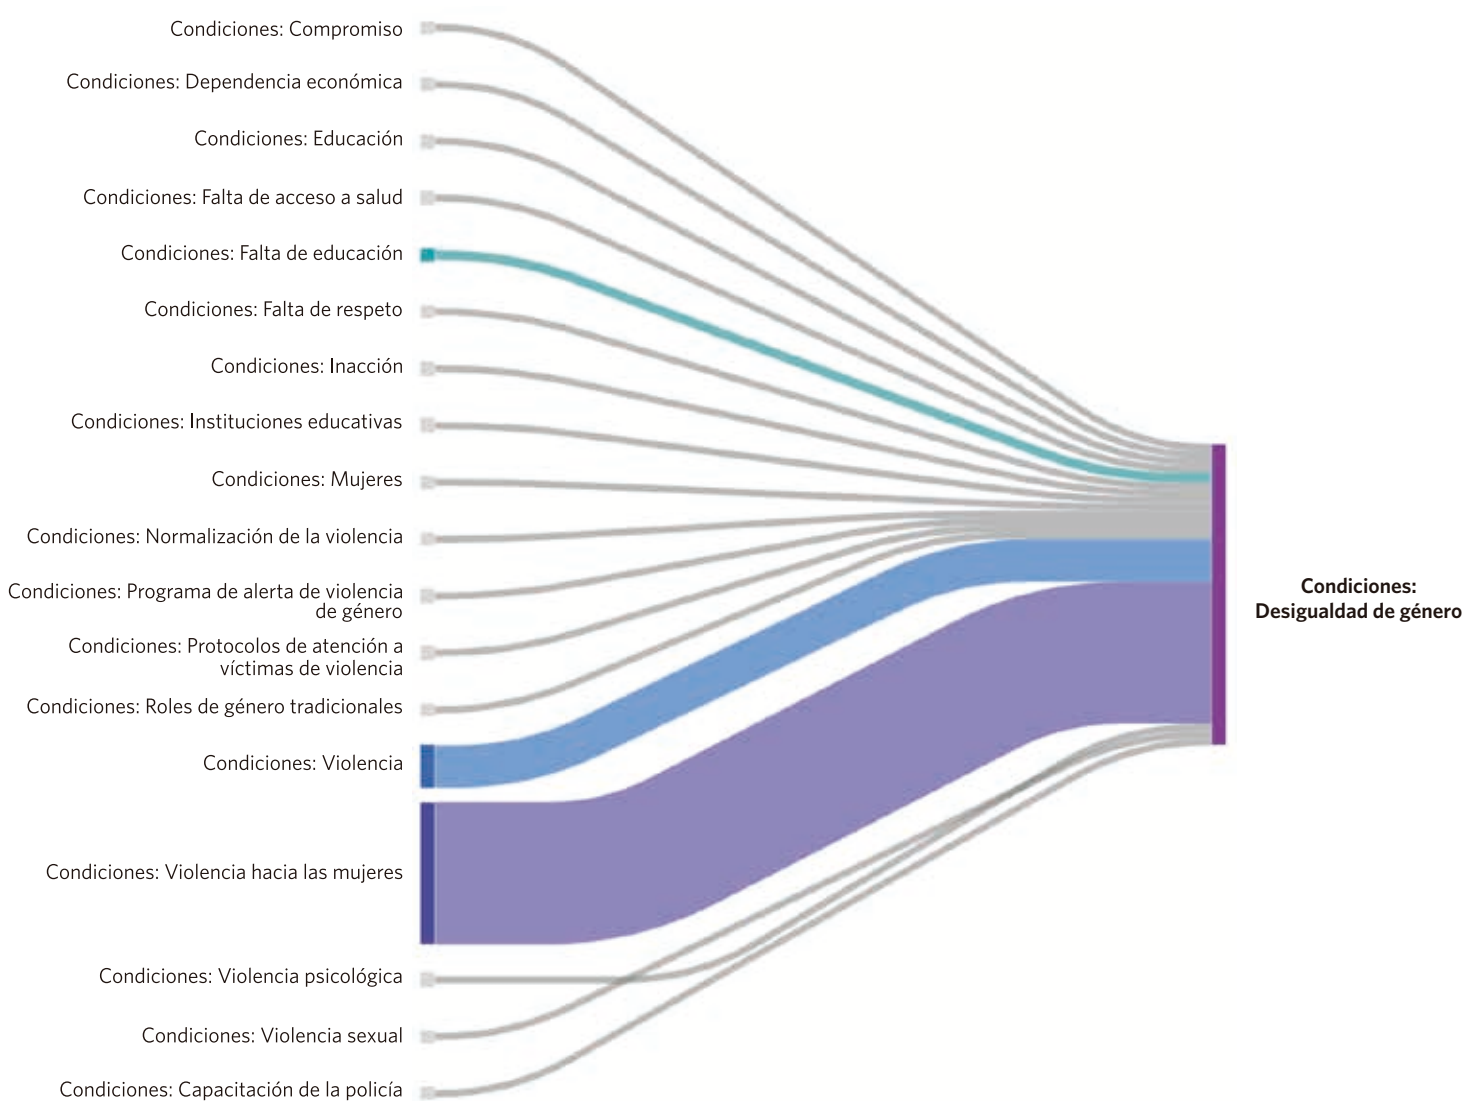 Condiciones: Compromiso
Condiciones: Dependencia económica
Condiciones: Educación
Condiciones: Falta de acceso a salud
Condiciones: Falta de educación
Condiciones: Falta de respeto
Condiciones: Inacción
Condiciones: Instituciones educativas
Condiciones: Mujeres
Condiciones: Normalización de la violencia
Condiciones: Programa de alerta de violencia
de género
Condiciones: Protocolos de atención a
víctimas de violencia
Condiciones: Roles de género tradicionales
Condiciones: Violencia
Condiciones: Violencia hacia las mujeres
Condiciones: Violencia psicológica
Condiciones: Violencia sexual
Condiciones: Capacitación de la policía
Condiciones:
Desigualdad de género